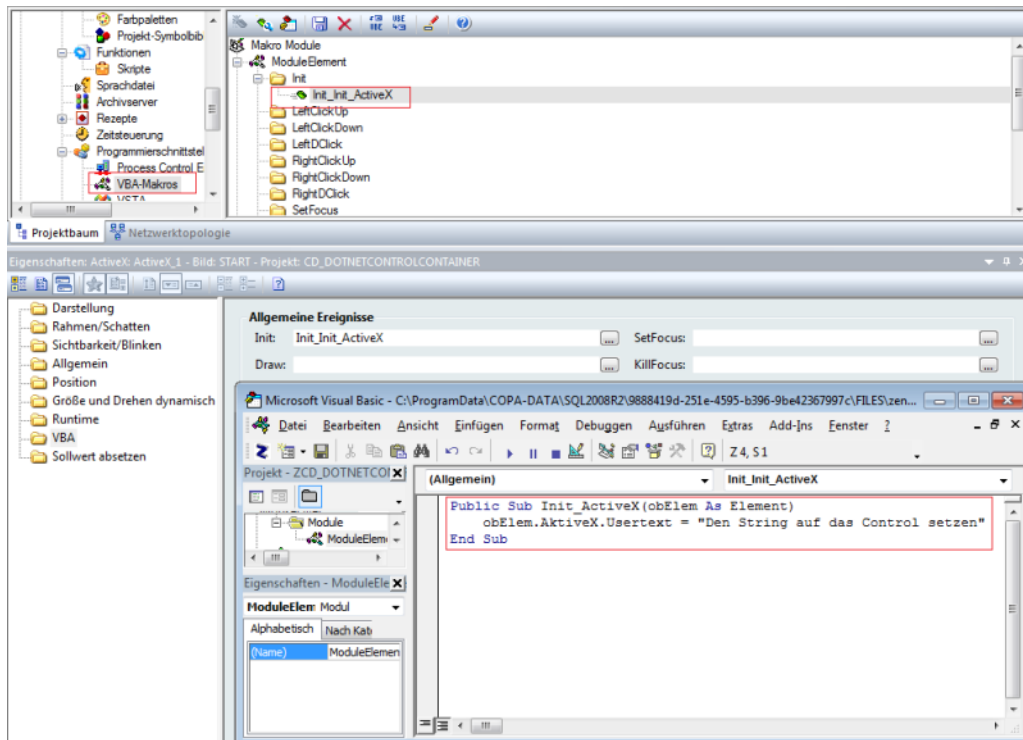 Farbpaletten
Projekt-Symbolbib
Funktionen
Skripte
Sprachdatei
Archivserver
Rezepte
Zeitsteuerung
Programmierschnittstel
Process Control E
VBA-Makros
VSTA
Makro Module
ModuleElement
Init
Init_Init_ActiveX
LeftClickUp
LeftClickDown
LeftDClick
RightClickUp
RightClickDown
RightDClick
SetFocus
Projektbaum Netzwerktopologie
Eigenschaften: ActiveX: ActiveX_1 - Bild: START - Projekt: CD_DOTNETCONTROLCONTAINER
Darstellung
Rahmen/Schatten
Sichtbarkeit/Blinken
Allgemein
Position
Größe und Drehen dynamisch
Runtime
VBA
Sollwert absetzen
Allgemeine Ereignisse
Init: Init_Init_ActiveX ... SetFocus: ...
Draw: ... KillFocus: ...
Microsoft Visual Basic - C:\ProgramData\COPA-DATA\SQL2008R2\9888419d-251e-4595-b396-9be42367997c\FILES\zen...
Datei Bearbeiten Ansicht Einfügen Format Debuggen Ausführen Extras Add-Ins Fenster ?
Z 4, S 1
Projekt - ZCD_DOTNETCO
Module
ModuleElem
Eigenschaften - ModuleEle
ModuleElem Modul
Alphabetisch Nach Kat
(Name) ModuleElemen
(Allgemein) Init_Init_ActiveX
Public Sub Init_ActiveX(obElem As Element)
obElem.AktiveX.Usertext = "Den String auf das Control setzen"
End Sub